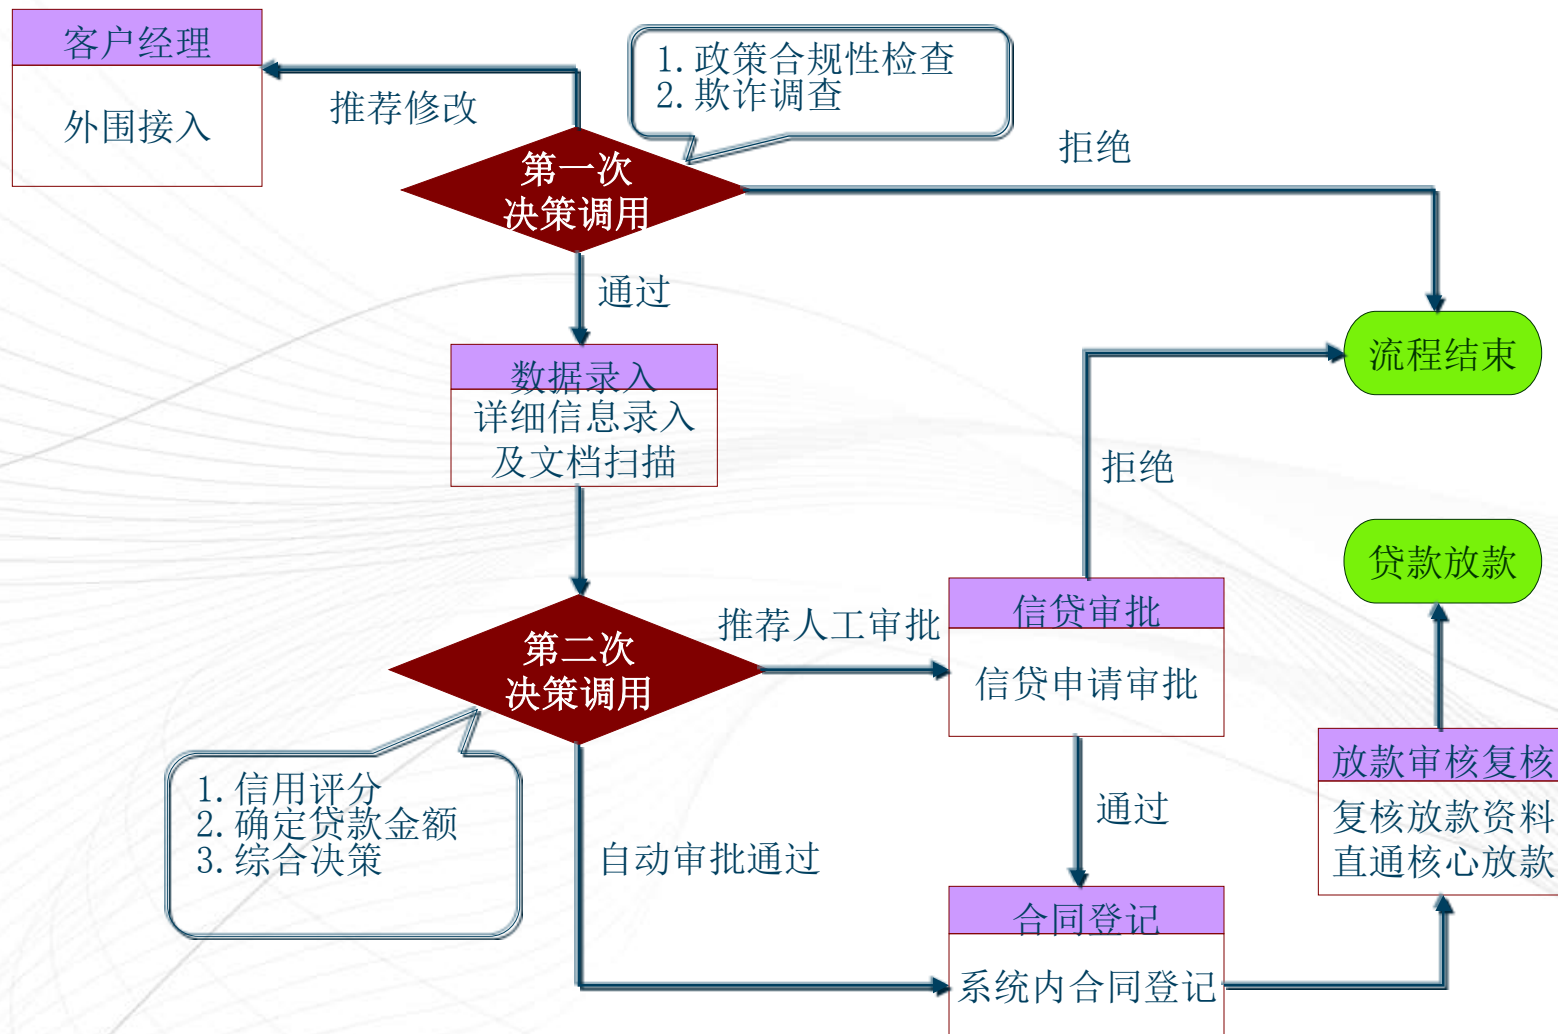 客户经理
外围接入
推荐修改
1.政策合规性检查
2.欺诈调查
第一次
决策调用
拒绝
通过
流程结束
数据录入
详细信息录入
及文档扫描
拒绝
贷款放款
第二次
决策调用
推荐人工审批
信贷审批
信贷申请审批
1.信用评分
2.确定贷款金额
3.综合决策
自动审批通过
通过
放款审核复核
复核放款资料
直通核心放款
合同登记
系统内合同登记